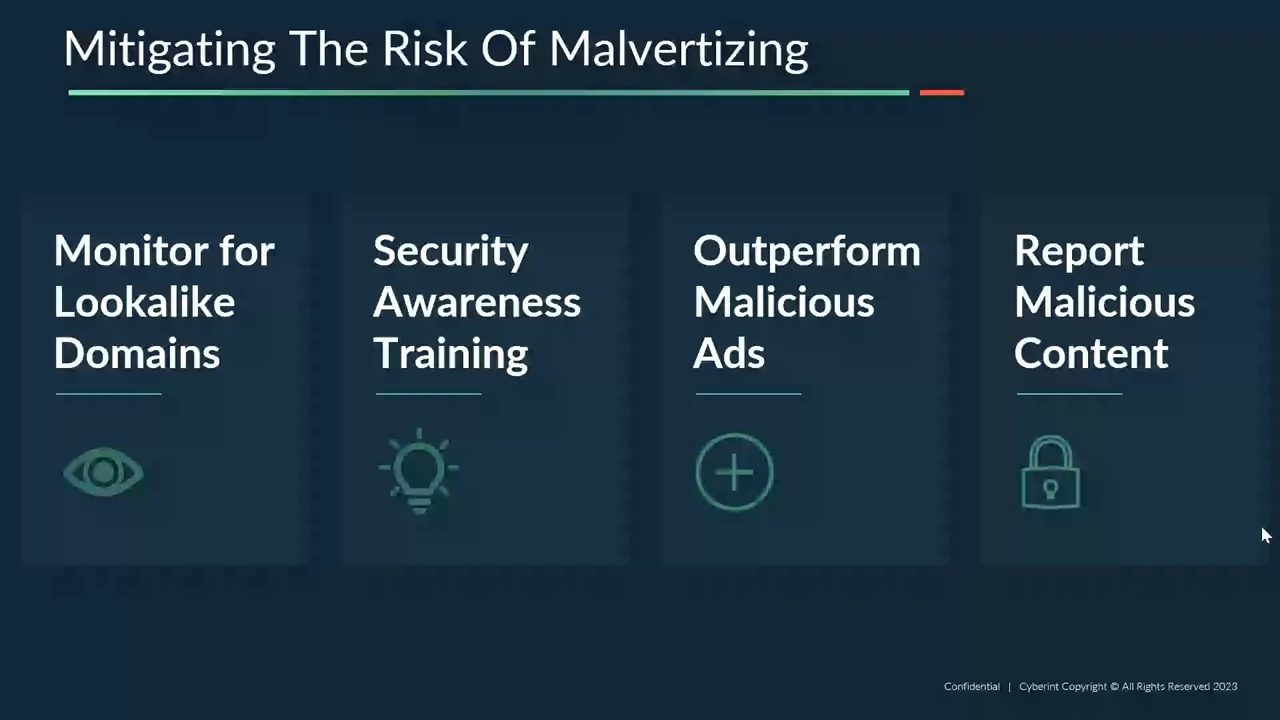 Mitigating The Risk Of Malvertizing
Monitor for
Lookalike
Domains
Security
Awareness
Training
Outperform
Malicious
Ads
Report
Malicious
Content
Confidential | Cyberint Copyright © All Rights Reserved 2023